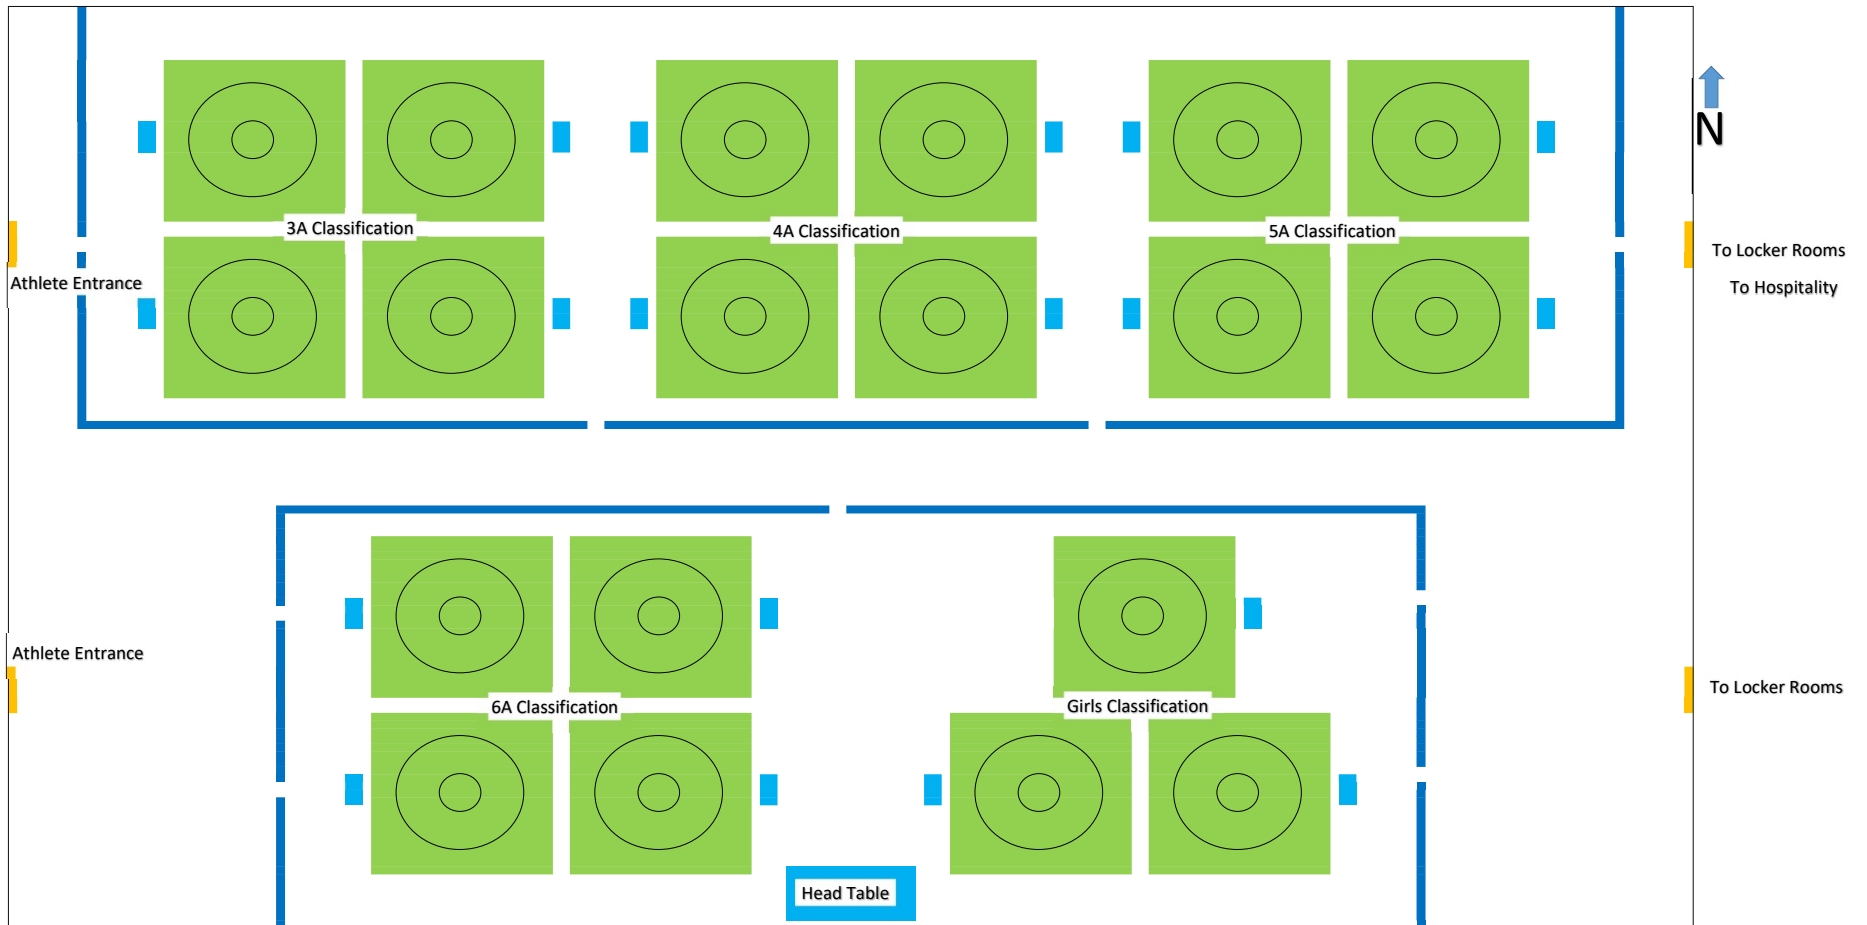 N
3A Classification
4A Classification
5A Classification
To Locker Rooms
Athlete Entrance
To Hospitality
Athlete Entrance
To Locker Rooms
6A Classification
Girls Classification
Head Table